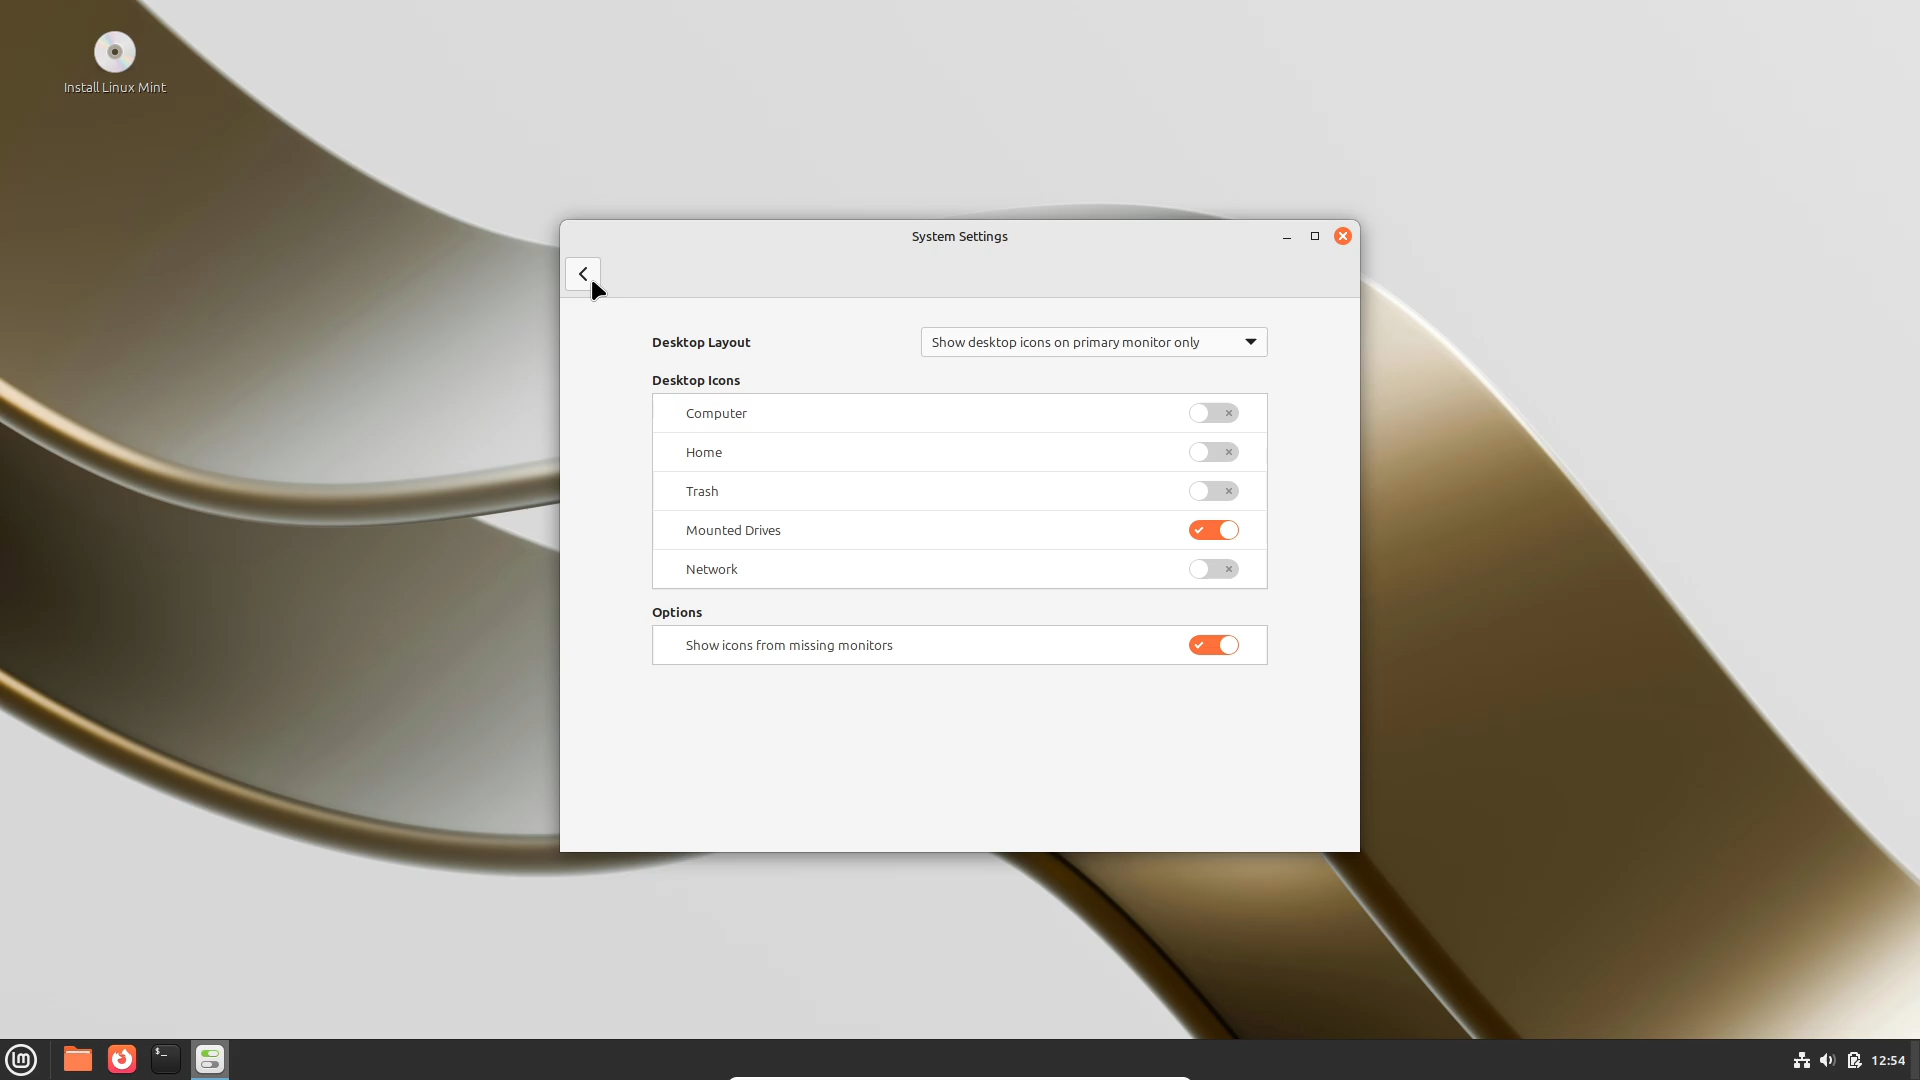 Install Linux Mint
System Settings
Desktop Layout
Show desktop icons on primary monitor only
Desktop Icons
Computer
Home
Trash
Mounted Drives
Network
Options
Show icons from missing monitors
lm
$_
12:54